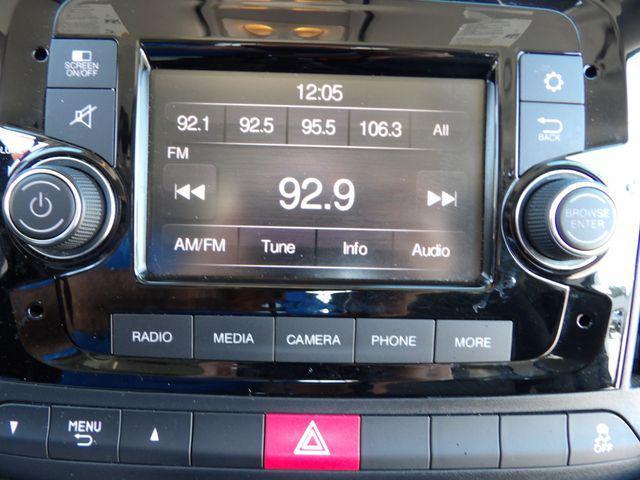 SCREEN
ON/OFF
12:05
92.1 92.5 95.5 106.3 All
BACK
FM
92.9
BROWSE
ENTER
AM/FM Tune Info Audio
RADIO MEDIA CAMERA PHONE MORE
MENU
OFF